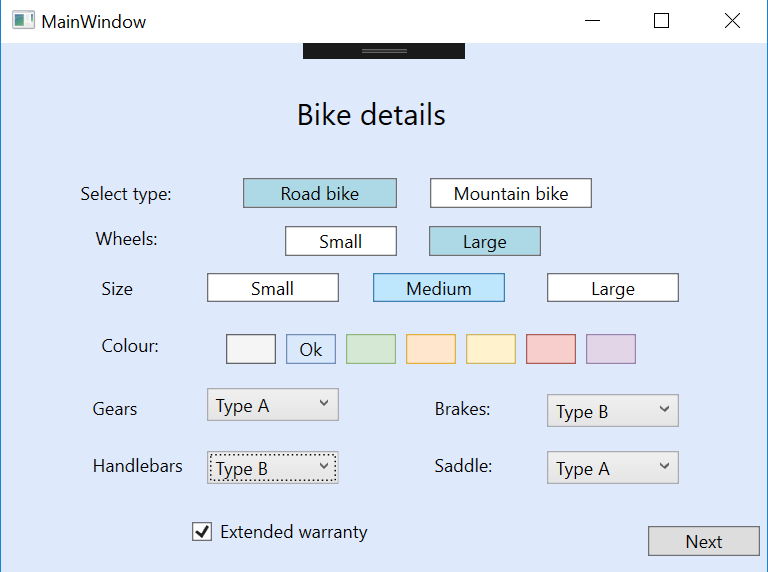 MainWindow
Bike details
Select type: Road bike Mountain bike
Wheels: Small Large
Size Small Medium Large
Colour: Ok
Gears Type A Brakes: Type B
Handlebars Type B Saddle: Type A
Extended warranty
Next